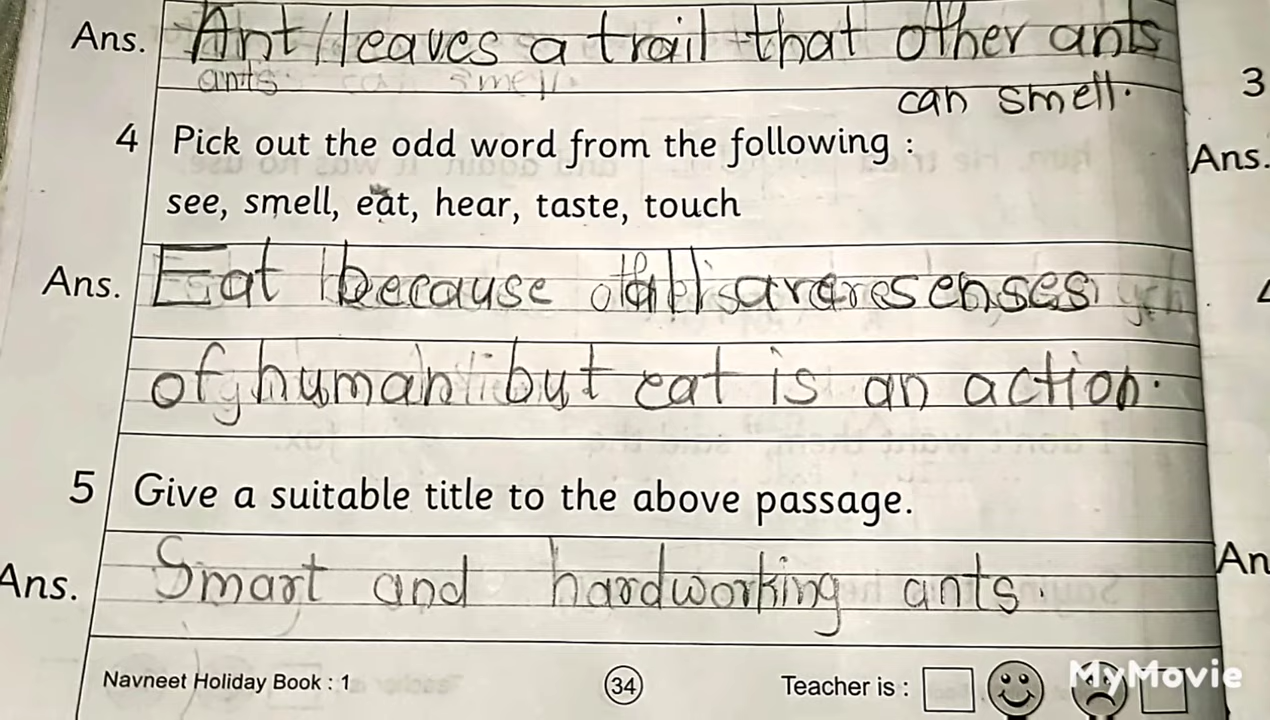 Ans. Ant leaves a trail that other ants
can smell.
3
Ans.
4 Pick out the odd word from the following :
see, smell, eat, hear, taste, touch
Ans. Eat because all are senses
of human but eat is an action.
5 Give a suitable title to the above passage.
Ans. Smart and hardworking ants.
An
Navneet Holiday Book : 1
34
Teacher is :
MyMovie